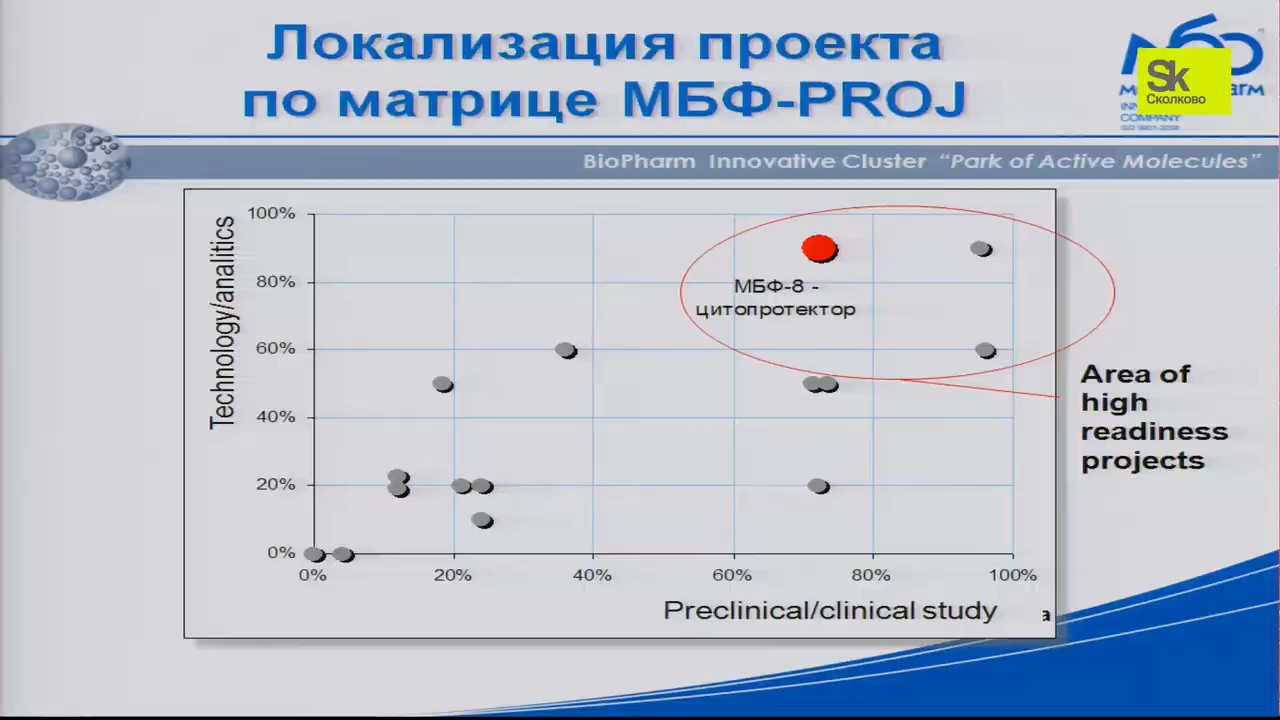 Локализация проекта
по матрице МБФ-PROJ
Sk
Сколково
COMPANY
BioPharm Innovative Cluster “Park of Active Molecules”
Technology/analitics
100%
80%
60%
40%
20%
0%
МБФ-8 -
цитопротектор
0%
20%
40%
60%
80%
100%
Preclinical/clinical study
а
Area of
high
readiness
projects